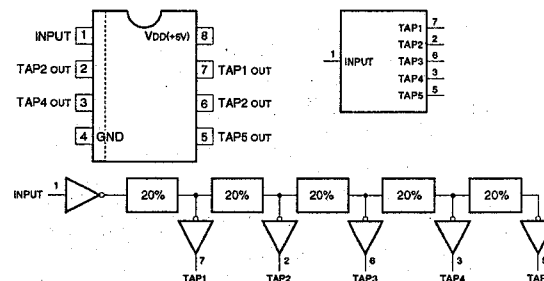 INPUT 1 VDD(+5V) 8
TAP2 OUT 2 7 TAP1 OUT
TAP4 OUT 3 6 TAP2 OUT
4 GND 5 TAP5 OUT
1 INPUT
TAP1 7
TAP2 2
TAP3 6
TAP4 3
TAP5 5
INPUT 1 20% 20% 20% 20% 20%
7 2 6 3 5
TAP1 TAP2 TAP3 TAP4 TAP